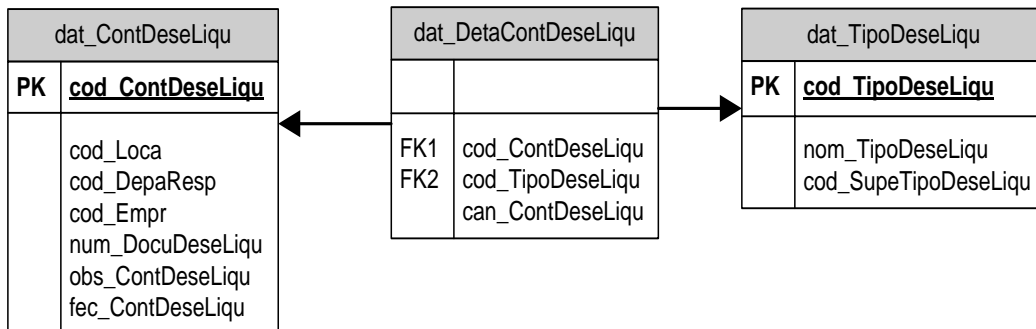 dat_ContDeseLiqu
PK cod_ContDeseLiqu
cod_Loca
cod_DepaResp
cod_Empr
num_DocuDeseLiqu
obs_ContDeseLiqu
fec_ContDeseLiqu
dat_DetaContDeseLiqu
FK1 cod_ContDeseLiqu
FK2 cod_TipoDeseLiqu
can_ContDeseLiqu
dat_TipoDeseLiqu
PK cod_TipoDeseLiqu
nom_TipoDeseLiqu
cod_SupeTipoDeseLiqu